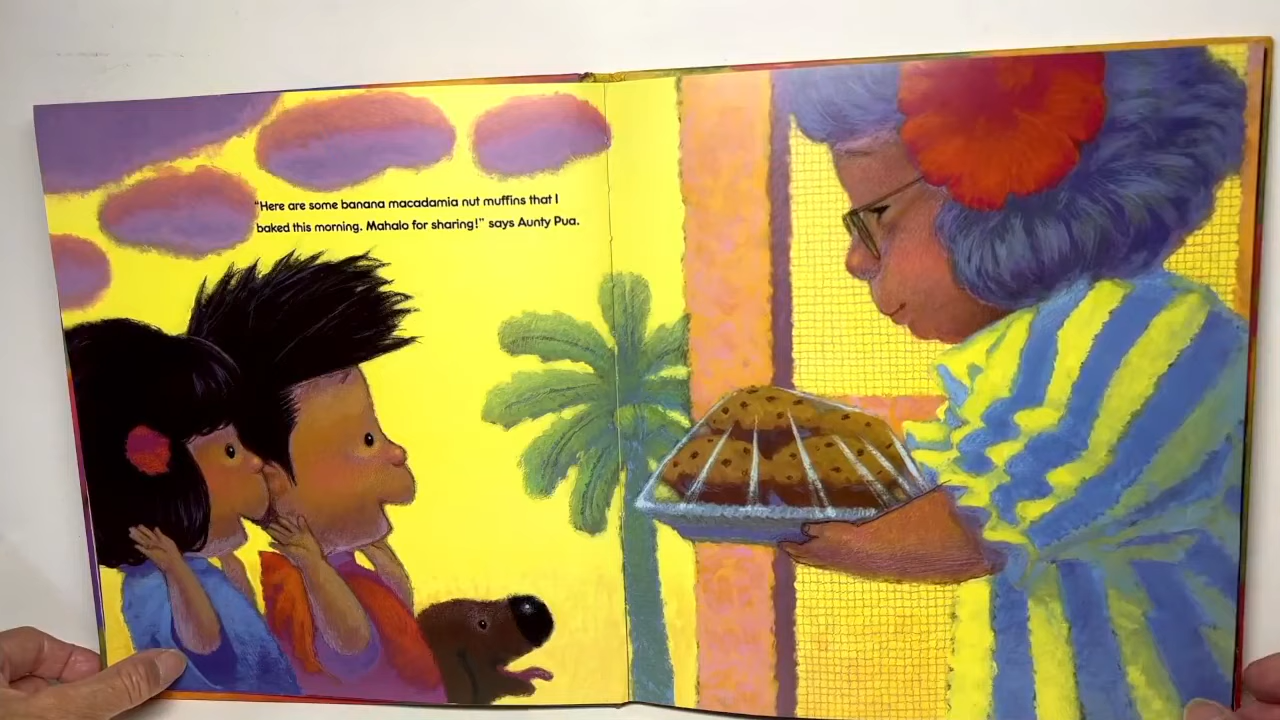 "Here are some banana macadamia nut muffins that I
baked this morning. Mahalo for sharing!" says Aunty Pua.